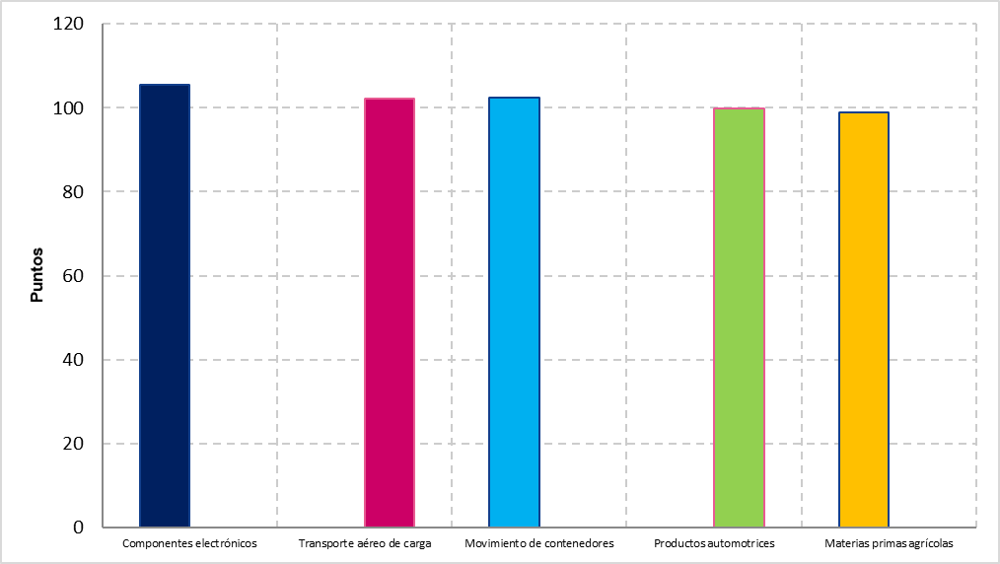 120
100
80
60
40
20
0
Puntos
Componentes electrónicos
Transporte aéreo de carga
Movimiento de contenedores
Productos automotrices
Materias primas agrícolas